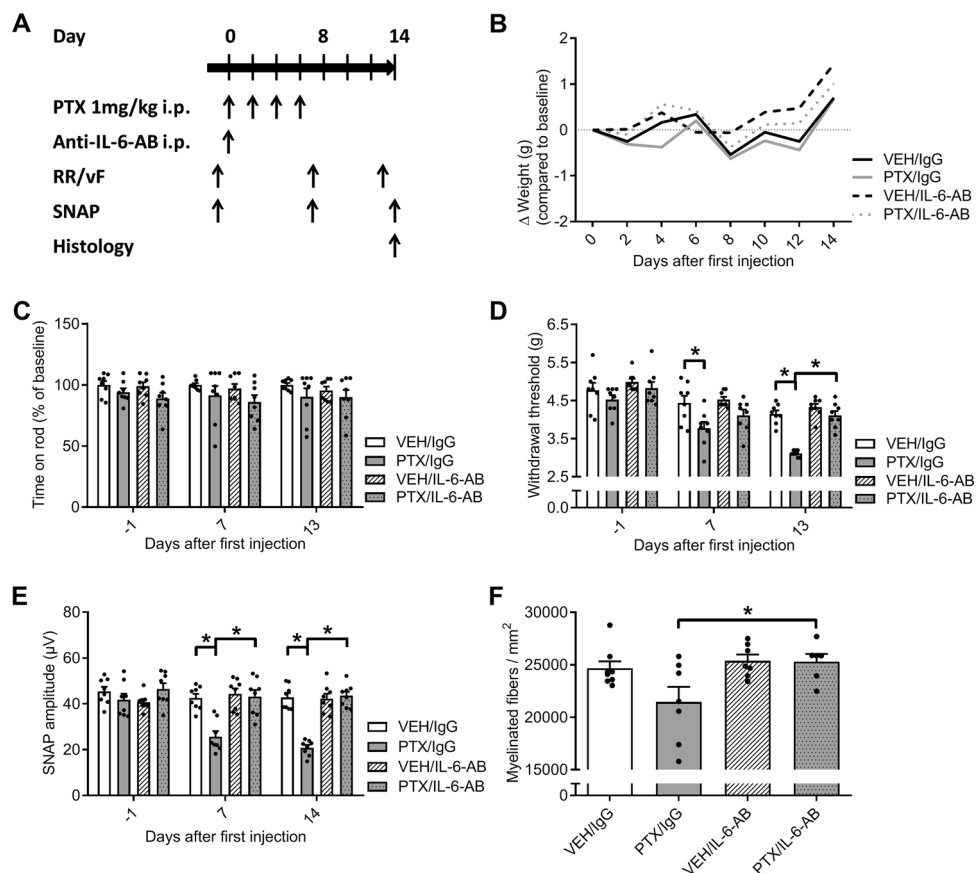 A
Day 0 8 14
PTX 1mg/kg i.p.
Anti-IL-6-AB i.p.
RR/vF
SNAP
Histology
B
Δ Weight (g)
(compared to baseline)
2
1
0
-1
-2
0 2 4 6 8 10 12 14
Days after first injection
VEH/IgG
PTX/IgG
VEH/IL-6-AB
PTX/IL-6-AB
C
Time on rod (% of baseline)
150
100
50
0
-1 7 13
Days after first injection
VEH/IgG
PTX/IgG
VEH/IL-6-AB
PTX/IL-6-AB
D
Withdrawal threshold (g)
6.5
5.5
4.5
3.5
2.5
0.0
* * *
-1 7 13
Days after first injection
VEH/IgG
PTX/IgG
VEH/IL-6-AB
PTX/IL-6-AB
E
SNAP amplitude (µV)
80
60
40
20
0
* * * *
-1 7 14
Days after first injection
VEH/IgG
PTX/IgG
VEH/IL-6-AB
PTX/IL-6-AB
F
Myelinated fibers / mm²
30000
25000
20000
15000
0
*
VEH/IgG
PTX/IgG
VEH/IL-6-AB
PTX/IL-6-AB